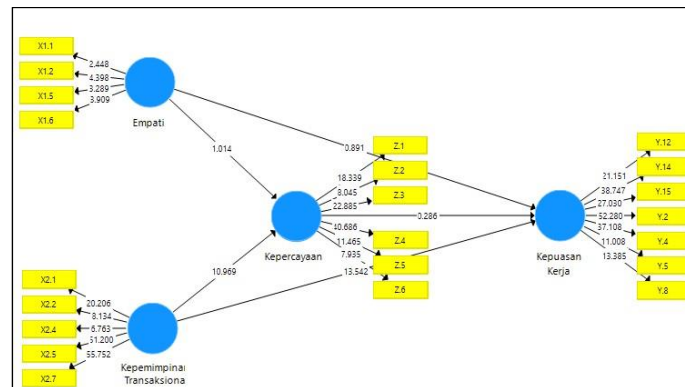 X1.1
X1.2
X1.5
X1.6
2.448
4.398
3.289
3.909
Empati
1.014
0.891
Z.1
Z.2
Z.3
18.339
8.045
22.885
Kepercayaan
0.286
Z.4
Z.5
Z.6
40.686
11.465
7.935
13.542
10.969
Y.12
Y.14
Y.15
Y.2
Y.4
Y.5
Y.8
21.151
38.747
27.030
52.280
37.108
11.008
13.385
Kepuasan
Kerja
X2.1
X2.2
X2.4
X2.5
X2.7
20.206
8.134
6.763
51.200
55.752
Kepemimpinan
Transaksiona